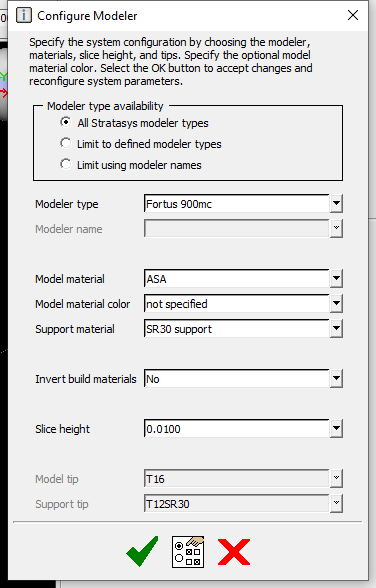 Configure Modeler
Specify the system configuration by choosing the modeler,
materials, slice height, and tips. Specify the optional model
material color. Select the OK button to accept changes and
reconfigure system parameters.
Modeler type availability
All Stratasys modeler types
Limit to defined modeler types
Limit using modeler names
Modeler type Fortus 900mc
Modeler name
Model material ASA
Model material color not specified
Support material SR30 support
Invert build materials No
Slice height 0.0100
Model tip T16
Support tip T12SR30